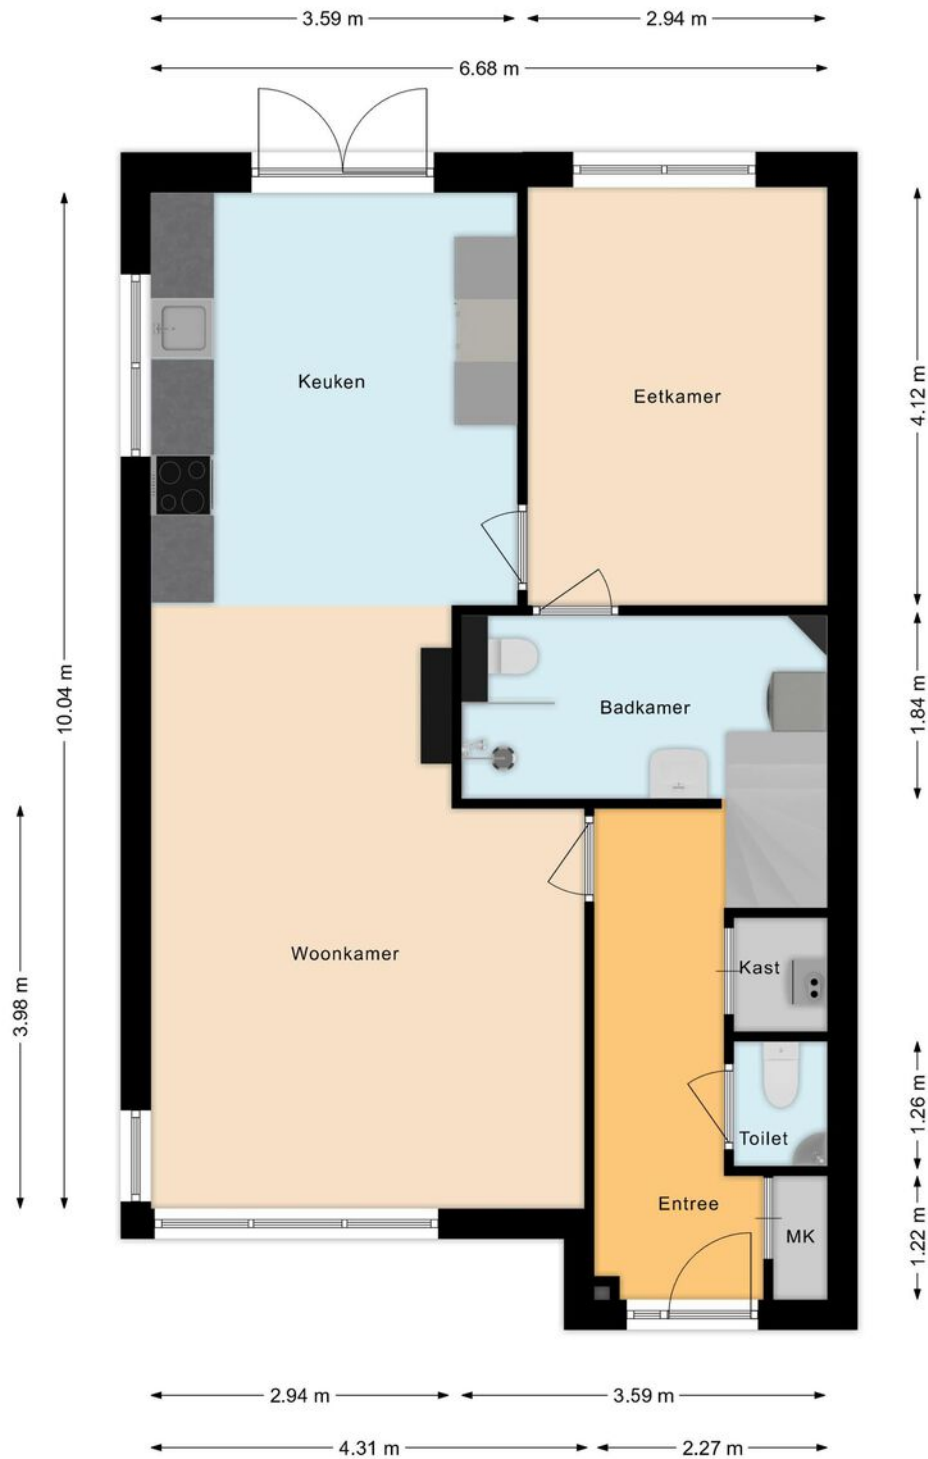 3.59 m
2.94 m
6.68 m
Keuken
Eetkamer
4.12 m
10.04 m
Badkamer
1.84 m
Woonkamer
Kast
3.98 m
1.26 m
Toilet
Entree
MK
1.22 m
2.94 m
3.59 m
4.31 m
2.27 m